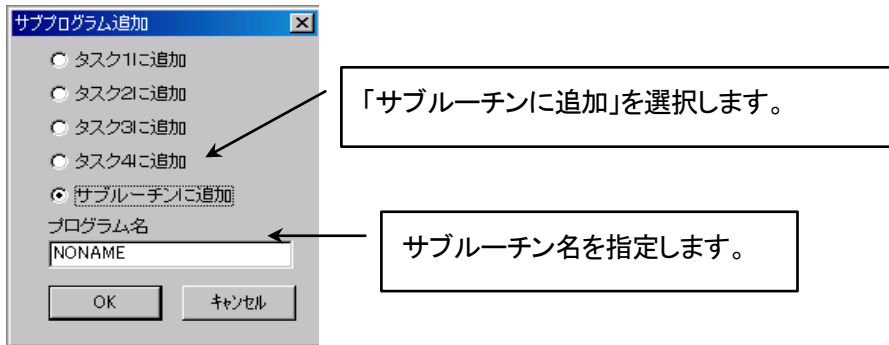 サブプログラム追加
タスク1に追加
タスク2に追加
タスク3に追加
タスク4に追加
サブルーチンに追加
プログラム名
NONAME
OK
キャンセル
「サブルーチンに追加」を選択します。
サブルーチン名を指定します。